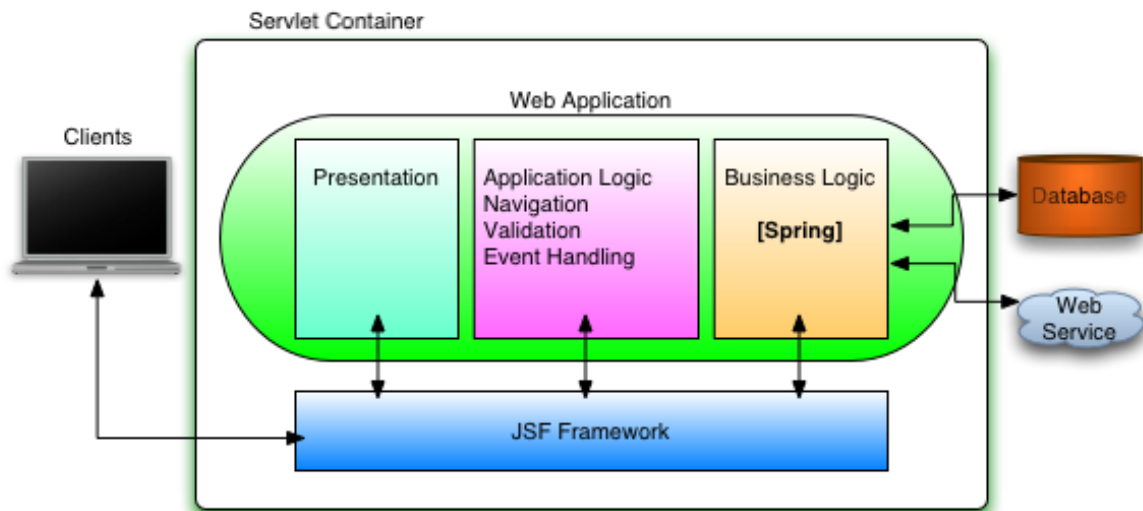 Servlet Container
Web Application
Clients
Presentation
Application Logic
Navigation
Validation
Event Handling
Business Logic
[Spring]
Database
Web
Service
JSF Framework